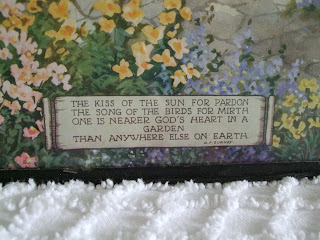 THE KISS OF THE SUN FOR PARDON
THE SONG OF THE BIRDS FOR MIRTH
ONE IS NEARER GOD'S HEART IN A
GARDEN
THAN ANYWHERE ELSE ON EARTH.
D.F. GURNEY